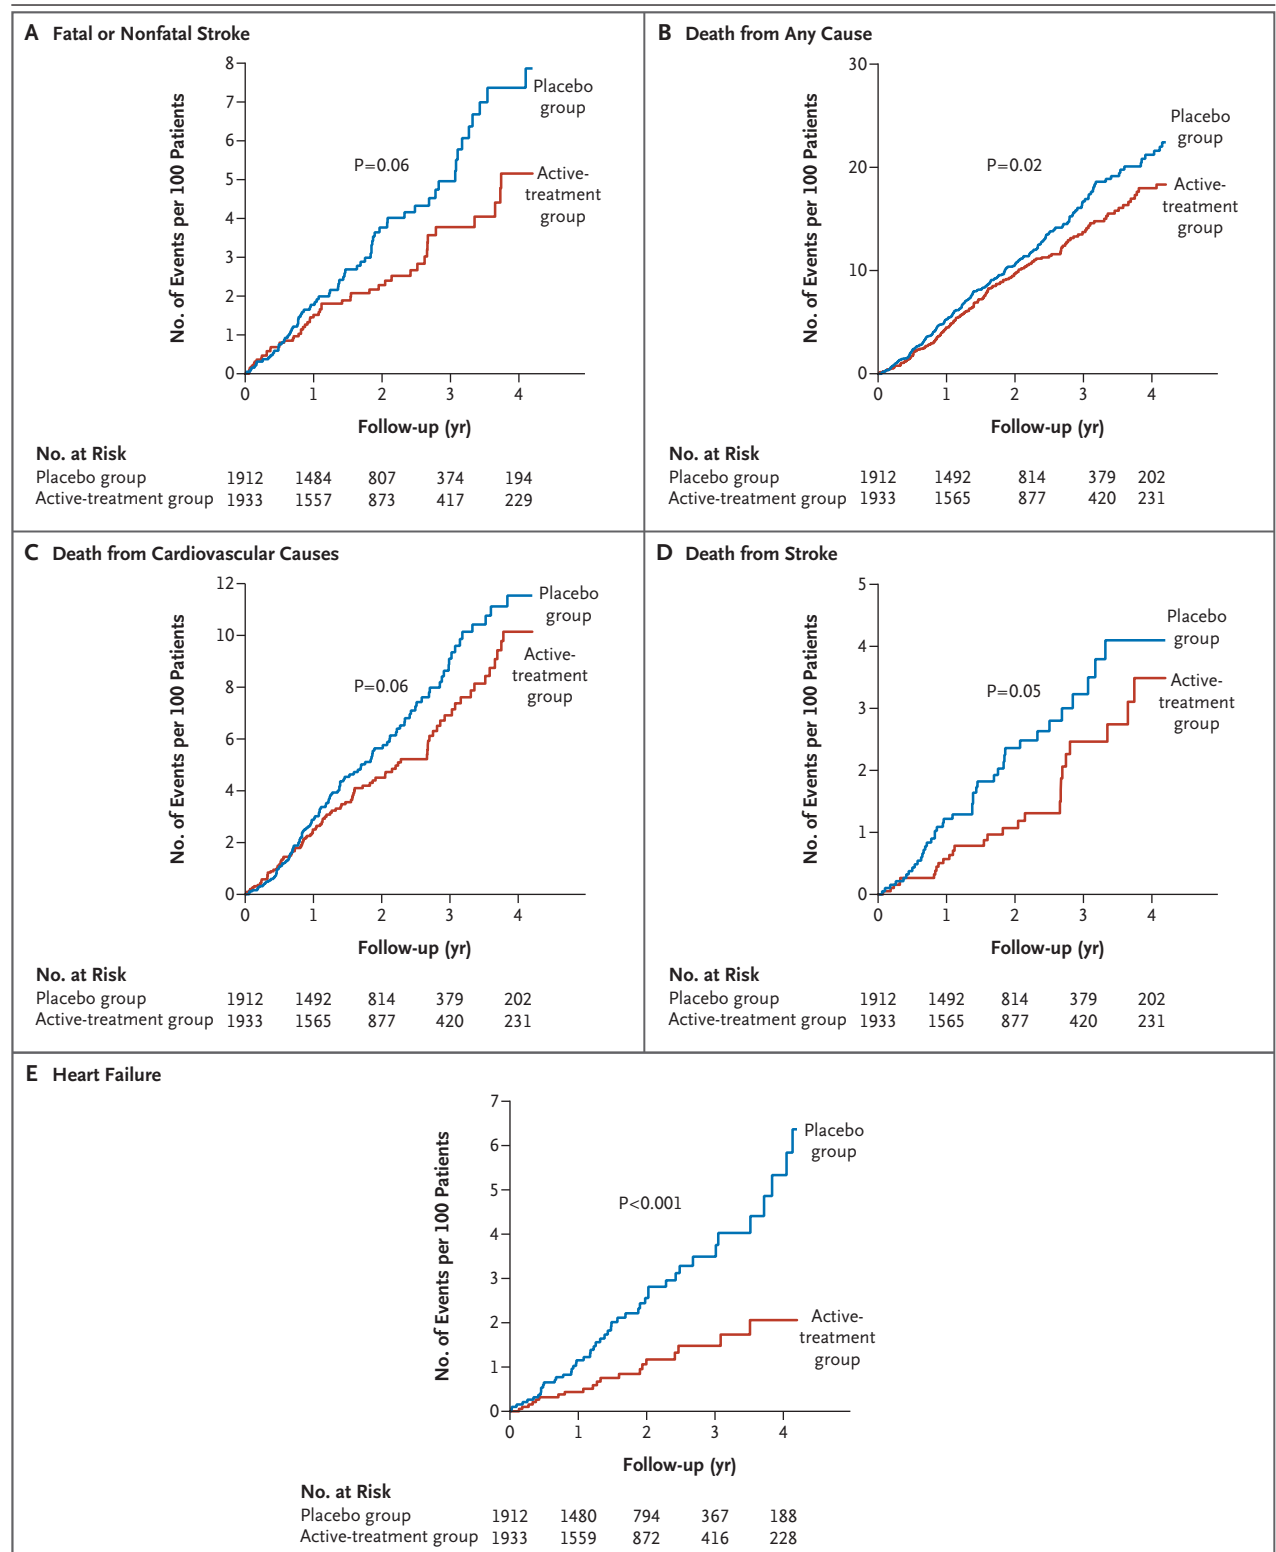 A Fatal or Nonfatal Stroke
No. of Events per 100 Patients
8
7
6
5
4
3
2
1
0
P=0.06
Placebo
group
Active-
treatment
group
0 1 2 3 4
Follow-up (yr)
No. at Risk
Placebo group 1912 1484 807 374 194
Active-treatment group 1933 1557 873 417 229
B Death from Any Cause
No. of Events per 100 Patients
30
20
10
0
P=0.02
Placebo
group
Active-
treatment
group
0 1 2 3 4
Follow-up (yr)
No. at Risk
Placebo group 1912 1492 814 379 202
Active-treatment group 1933 1565 877 420 231
C Death from Cardiovascular Causes
No. of Events per 100 Patients
12
10
8
6
4
2
0
P=0.06
Placebo
group
Active-
treatment
group
0 1 2 3 4
Follow-up (yr)
No. at Risk
Placebo group 1912 1492 814 379 202
Active-treatment group 1933 1565 877 420 231
D Death from Stroke
No. of Events per 100 Patients
5
4
3
2
1
0
P=0.05
Placebo
group
Active-
treatment
group
0 1 2 3 4
Follow-up (yr)
No. at Risk
Placebo group 1912 1492 814 379 202
Active-treatment group 1933 1565 877 420 231
E Heart Failure
No. of Events per 100 Patients
7
6
5
4
3
2
1
0
P<0.001
Placebo
group
Active-
treatment
group
0 1 2 3 4
Follow-up (yr)
No. at Risk
Placebo group 1912 1480 794 367 188
Active-treatment group 1933 1559 872 416 228